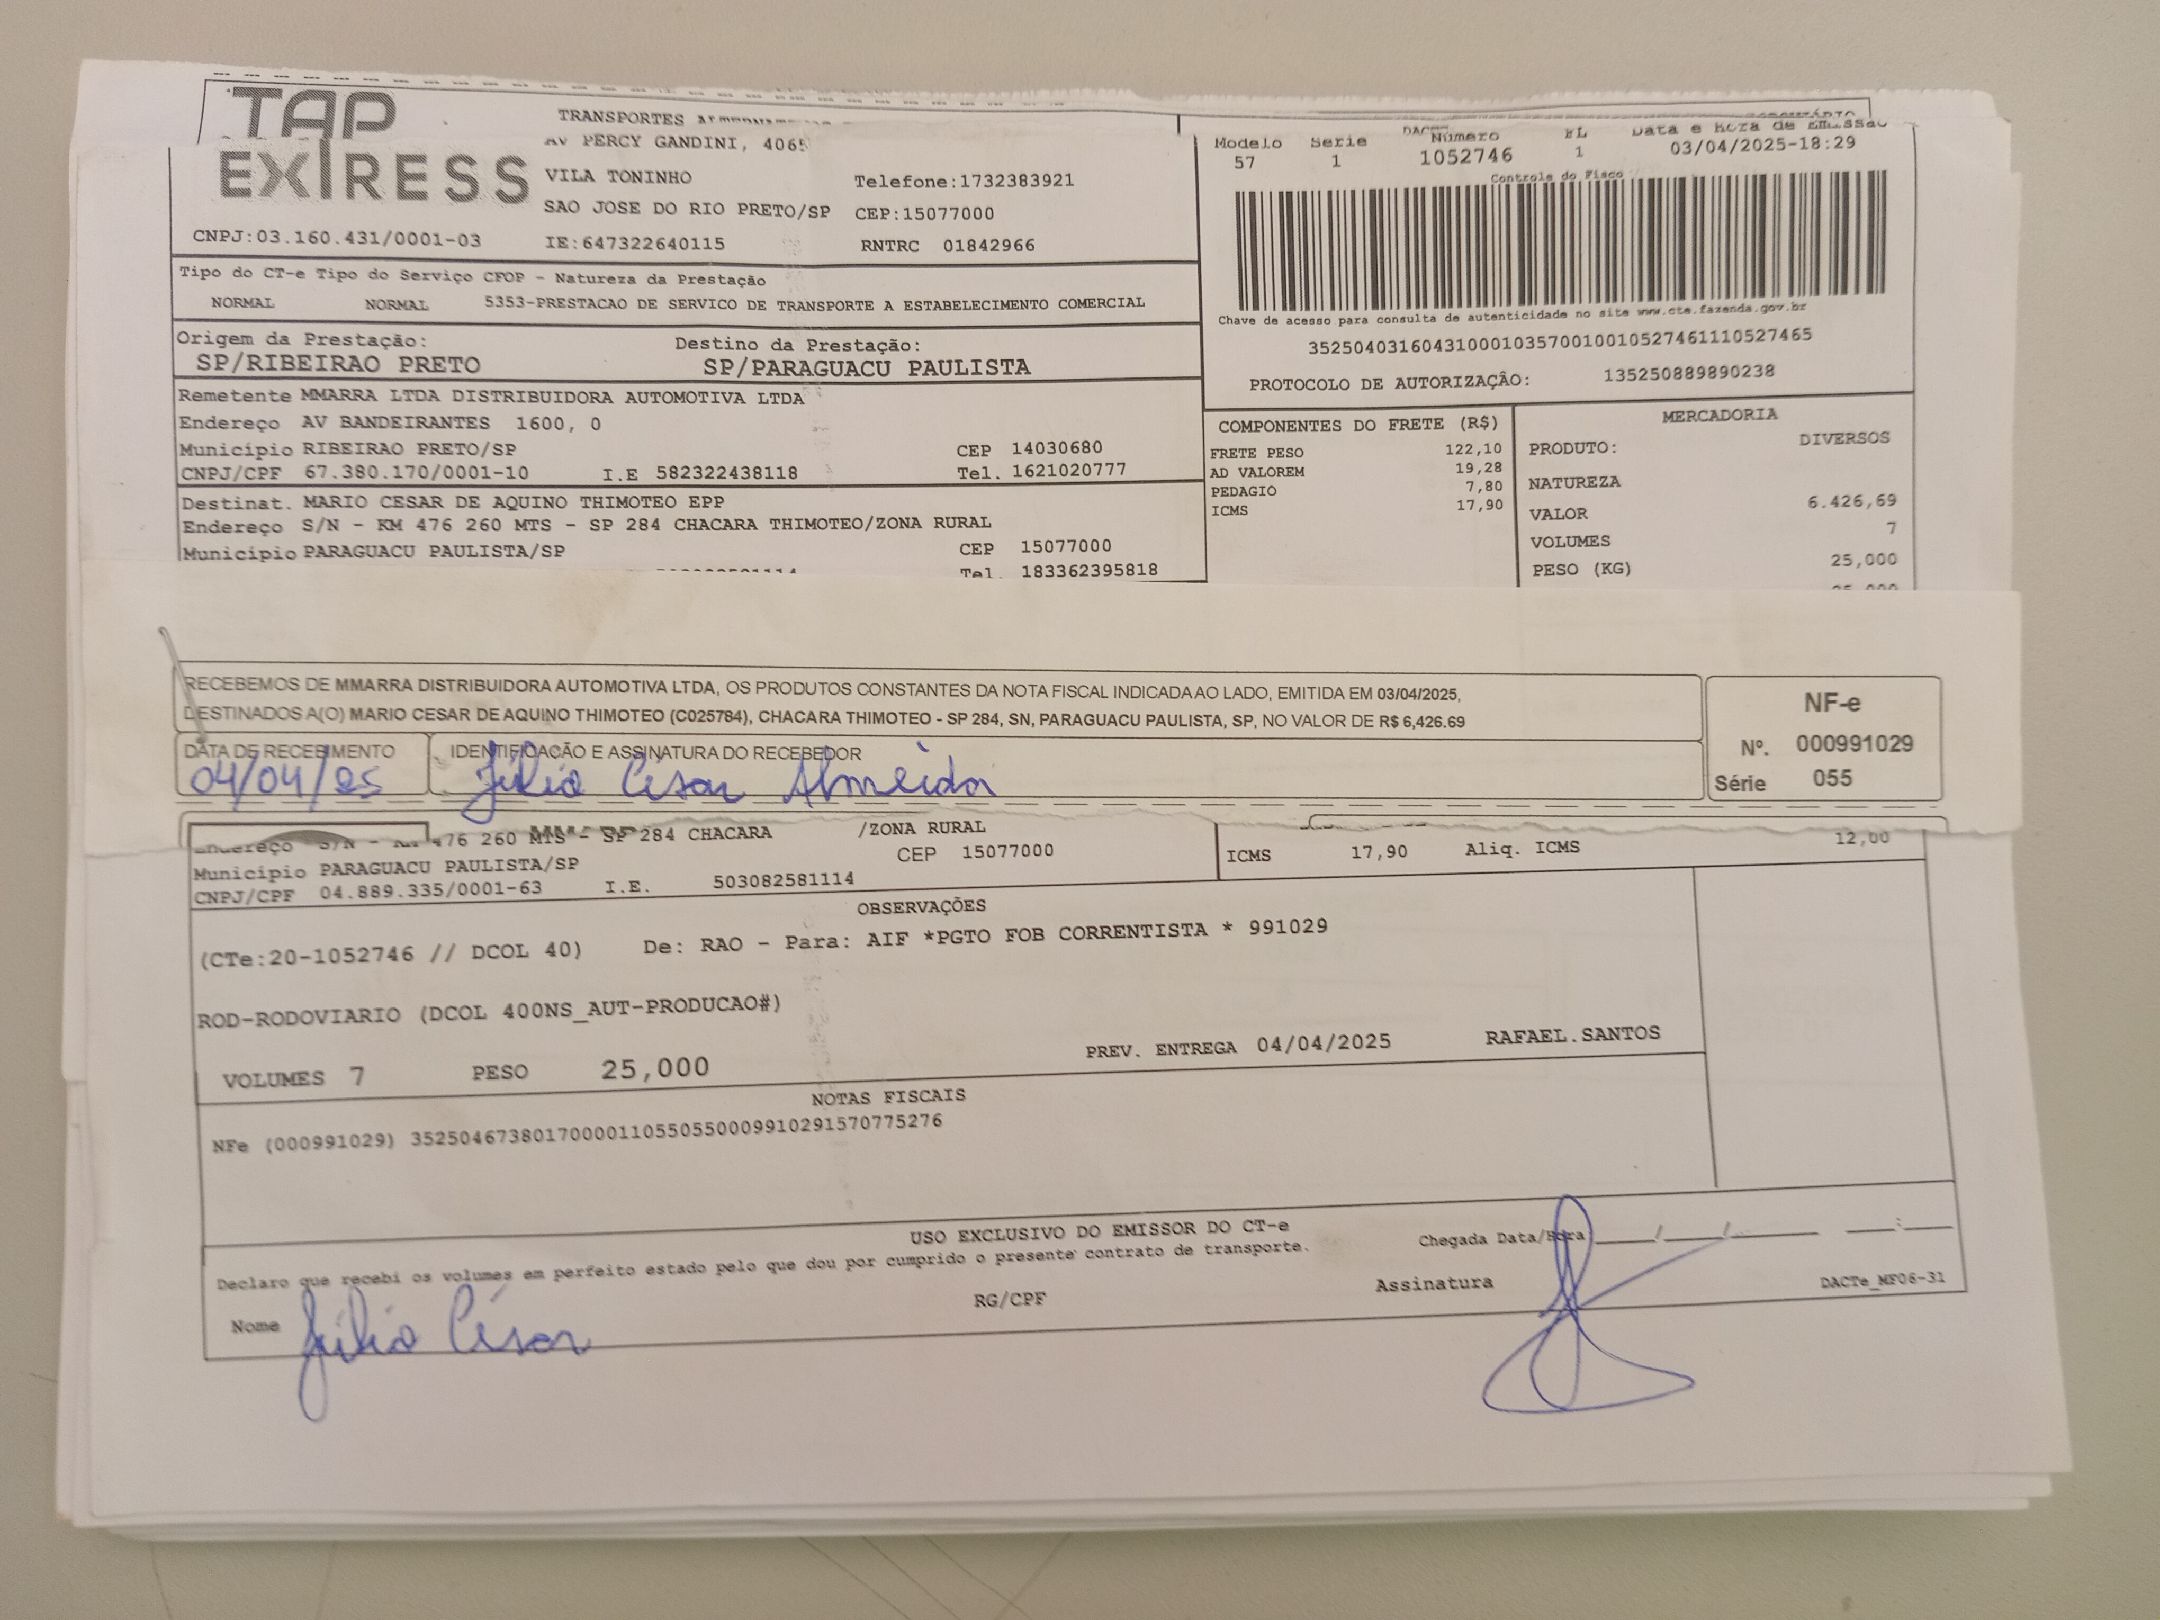 TAP
EXPRESS
TRANSPORTES
AV PERCY GANDINI, 4065
VILA TONINHO Telefone:1732383921
SAO JOSE DO RIO PRETO/SP CEP:15077000
CNPJ:03.160.431/0001-03 IE:647322640115 RNTRC 01842966
Modelo Serie Número FL Data e Hora de Emissão
57 1 1052746 1 03/04/2025-18:29
Controle do Fisco
Chave de acesso para consulta de autenticidade no site www.cte.fazenda.gov.br
35250403160431000103570010010527461110527465
PROTOCOLO DE AUTORIZAÇÃO: 135250889890238
Tipo do CT-e Tipo do Serviço CFOP - Natureza da Prestação
NORMAL NORMAL 5353-PRESTACAO DE SERVICO DE TRANSPORTE A ESTABELECIMENTO COMERCIAL
Origem da Prestação: Destino da Prestação:
SP/RIBEIRAO PRETO SP/PARAGUACU PAULISTA
Remetente MMARRA LTDA DISTRIBUIDORA AUTOMOTIVA LTDA
Endereço AV BANDEIRANTES 1600, 0
Município RIBEIRAO PRETO/SP CEP 14030680
CNPJ/CPF 67.380.170/0001-10 I.E 582322438118 Tel. 1621020777
Destinat. MARIO CESAR DE AQUINO THIMOTEO EPP
Endereço S/N - KM 476 260 MTS - SP 284 CHACARA THIMOTEO/ZONA RURAL
Município PARAGUACU PAULISTA/SP CEP 15077000
Tel. 183362395818
COMPONENTES DO FRETE (R$)
FRETE PESO 122,10
AD VALOREM 19,28
PEDAGIO 7,80
ICMS 17,90
MERCADORIA
PRODUTO: DIVERSOS
NATUREZA
VALOR 6.426,69
VOLUMES 7
PESO (KG) 25,000
RECEBEMOS DE MMARRA DISTRIBUIDORA AUTOMOTIVA LTDA, OS PRODUTOS CONSTANTES DA NOTA FISCAL INDICADA AO LADO, EMITIDA EM 03/04/2025,
DESTINADOS A(O) MARIO CESAR DE AQUINO THIMOTEO (C025784), CHACARA THIMOTEO - SP 284, SN, PARAGUACU PAULISTA, SP, NO VALOR DE R$ 6,426.69
DATA DE RECEBIMENTO IDENTIFICAÇÃO E ASSINATURA DO RECEBEDOR
04/04/25 Júlio César Almeida
NF-e
Nº. 000991029
Série 055
Endereço S/N - KM 476 260 MTS - SP 284 CHACARA /ZONA RURAL
Município PARAGUACU PAULISTA/SP CEP 15077000
CNPJ/CPF 04.889.335/0001-63 I.E. 503082581114
ICMS 17,90 Aliq. ICMS 12,00
OBSERVAÇÕES
(CTe:20-1052746 // DCOL 40) De: RAO - Para: AIF *PGTO FOB CORRENTISTA * 991029
ROD-RODOVIARIO (DCOL 400NS_AUT-PRODUCAO#)
VOLUMES 7 PESO 25,000 PREV. ENTREGA 04/04/2025 RAFAEL.SANTOS
NOTAS FISCAIS
NFe (000991029) 35250467380170000110550550009910291570775276
USO EXCLUSIVO DO EMISSOR DO CT-e
Declaro que recebi os volumes em perfeito estado pelo que dou por cumprido o presente contrato de transporte.
Chegada Data/Hora ____/____/______ ___:___
Nome Júlio César RG/CPF Assinatura
DACTe_MF06-31